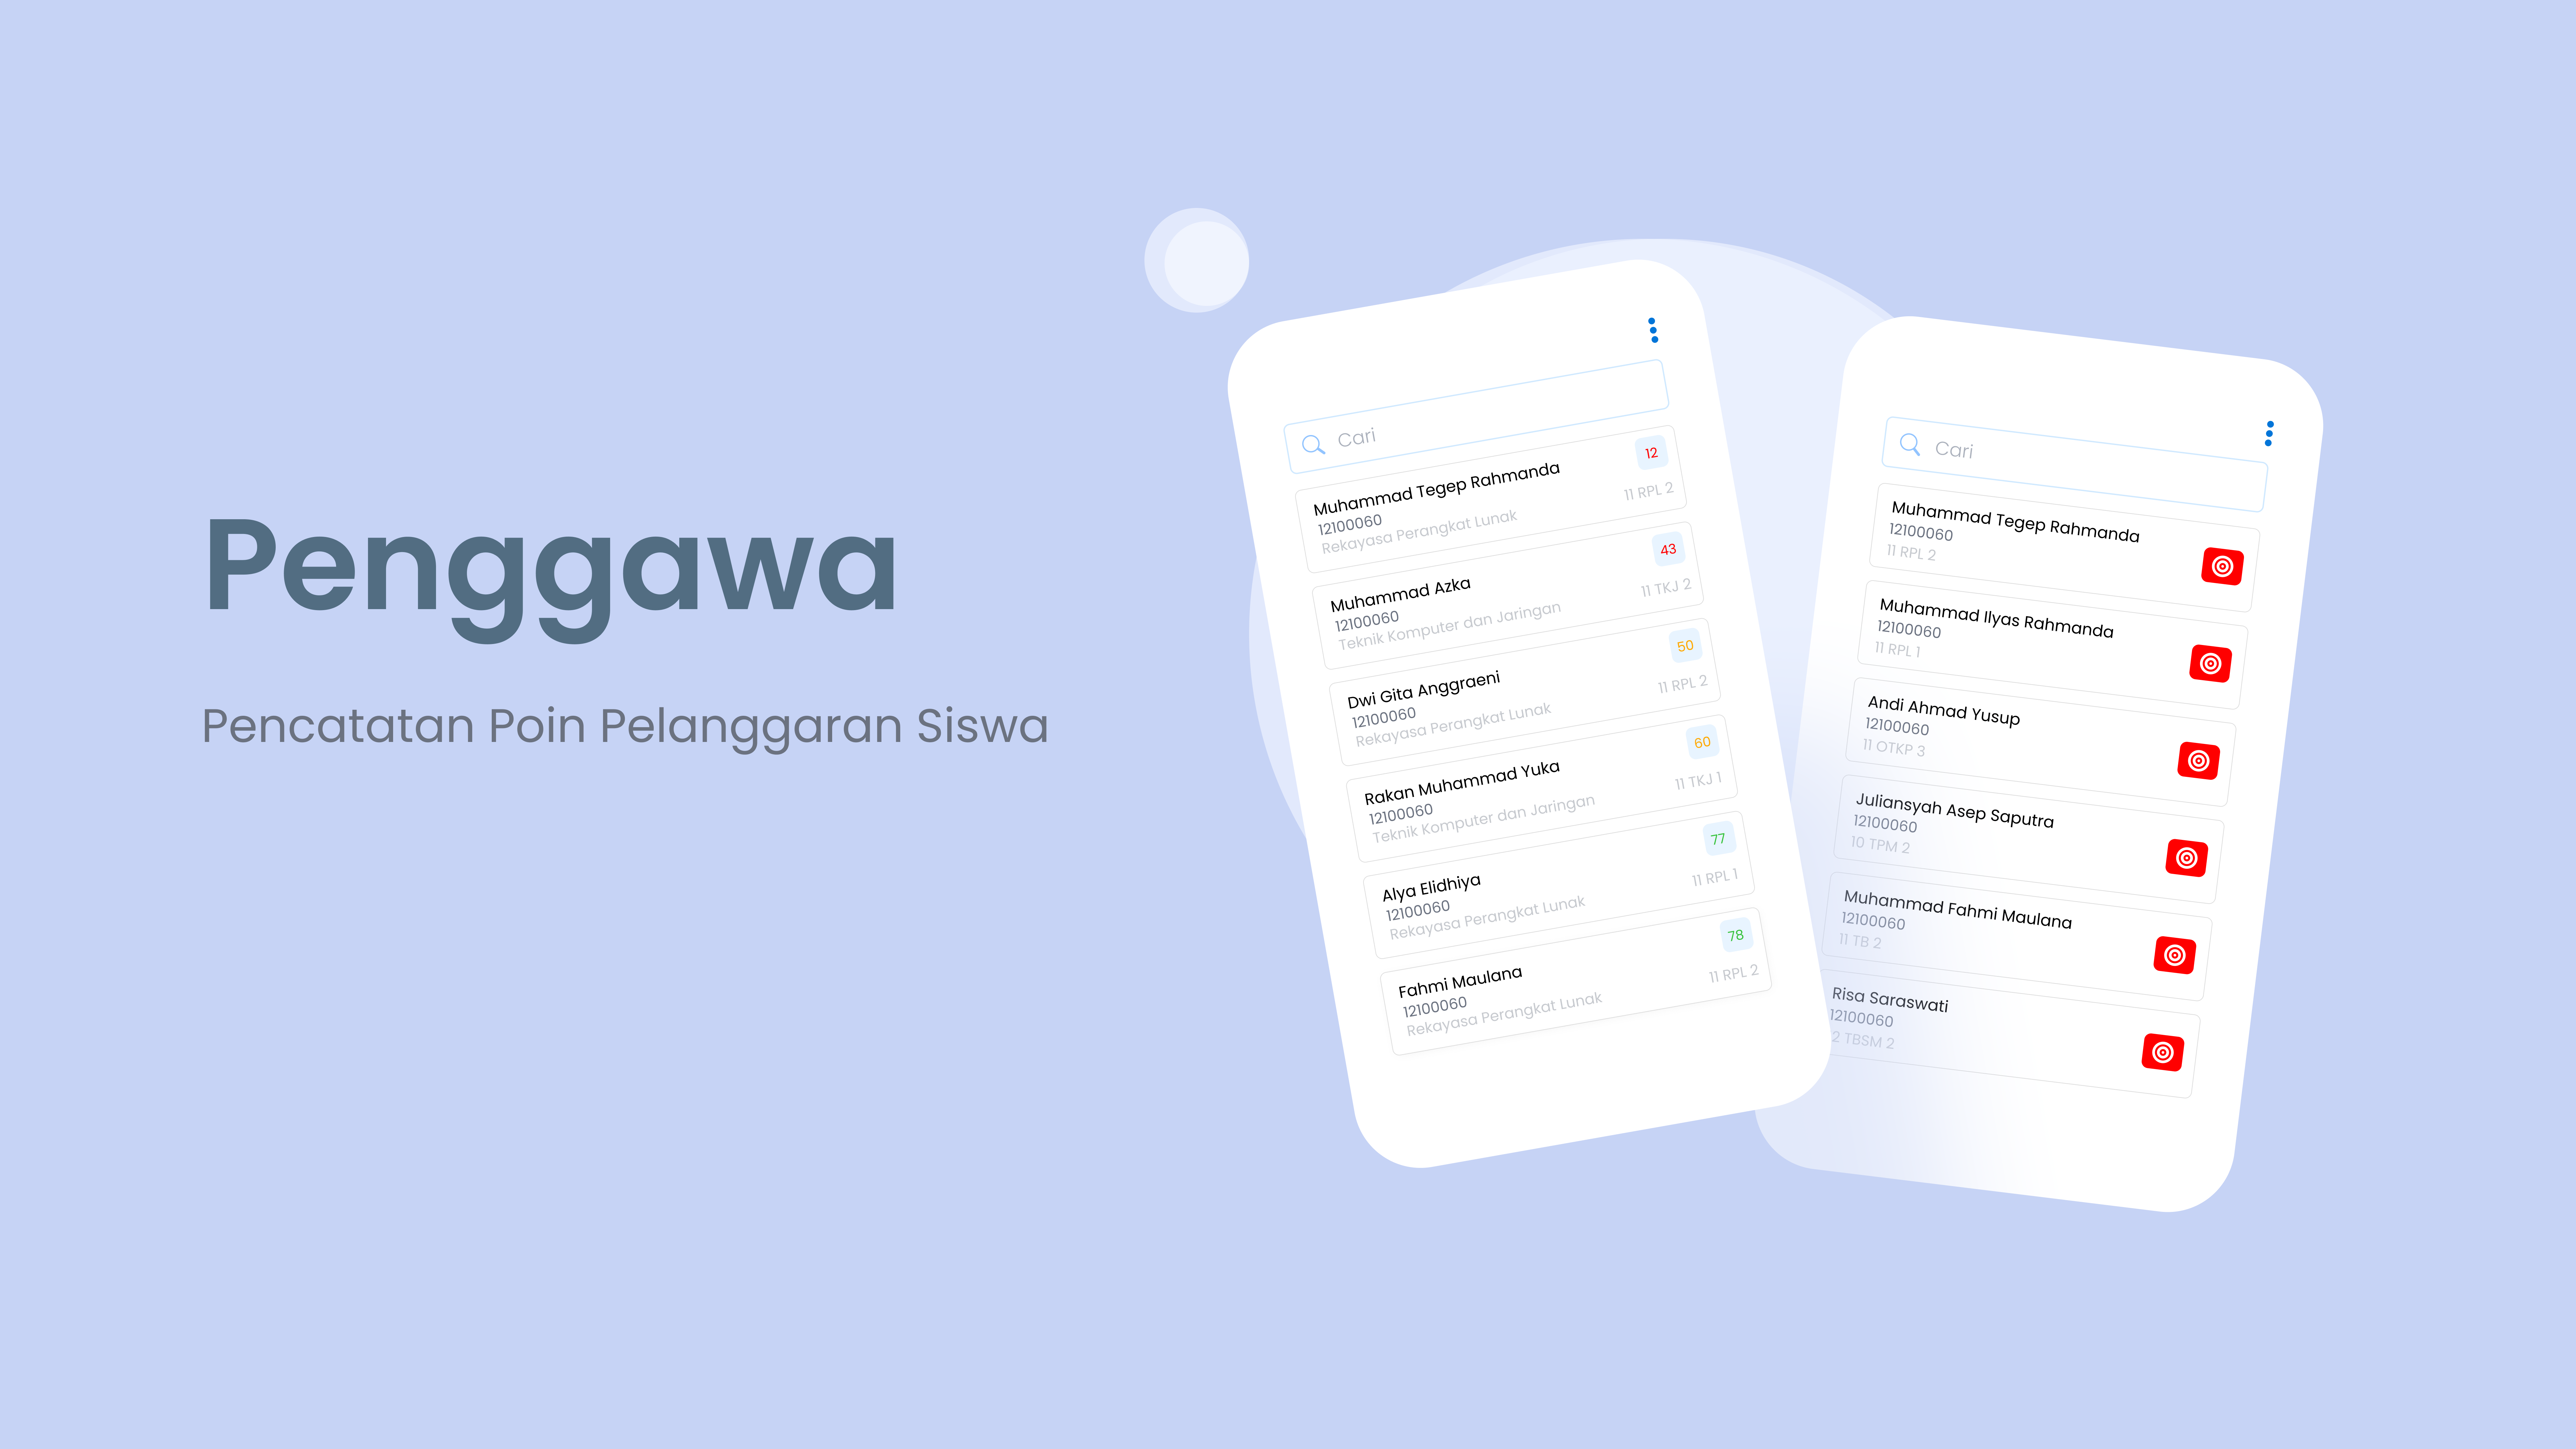 Penggawa
Pencatatan Poin Pelanggaran Siswa
Cari
Muhammad Tegep Rahmanda
12
12100060
Rekayasa Perangkat Lunak
11 RPL 2
Muhammad Azka
43
12100060
Teknik Komputer dan Jaringan
11 TKJ 2
Dwi Gita Anggraeni
50
12100060
Rekayasa Perangkat Lunak
11 RPL 2
Rakan Muhammad Yuka
60
12100060
Teknik Komputer dan Jaringan
11 TKJ 1
Alya Elidhiya
77
12100060
Rekayasa Perangkat Lunak
11 RPL 1
Fahmi Maulana
78
12100060
Rekayasa Perangkat Lunak
11 RPL 2
Cari
Muhammad Tegep Rahmanda
12100060
11 RPL 2
Muhammad Ilyas Rahmanda
12100060
11 RPL 1
Andi Ahmad Yusup
12100060
11 OTKP 3
Juliansyah Asep Saputra
12100060
10 TPM 2
Muhammad Fahmi Maulana
12100060
11 TB 2
Risa Saraswati
12100060
2 TBSM 2